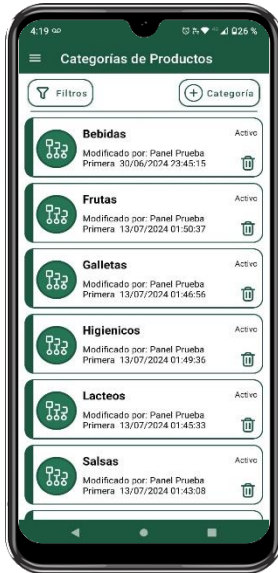 4:19
26 %
Categorías de Productos
Filtros
Categoría
Bebidas
Activo
Modificado por: Panel Prueba
Primera 30/06/2024 23:45:15
Frutas
Activo
Modificado por: Panel Prueba
Primera 13/07/2024 01:50:37
Galletas
Activo
Modificado por: Panel Prueba
Primera 13/07/2024 01:46:56
Higienicos
Activo
Modificado por: Panel Prueba
Primera 13/07/2024 01:49:36
Lacteos
Activo
Modificado por: Panel Prueba
Primera 13/07/2024 01:45:33
Salsas
Activo
Modificado por: Panel Prueba
Primera 13/07/2024 01:43:08